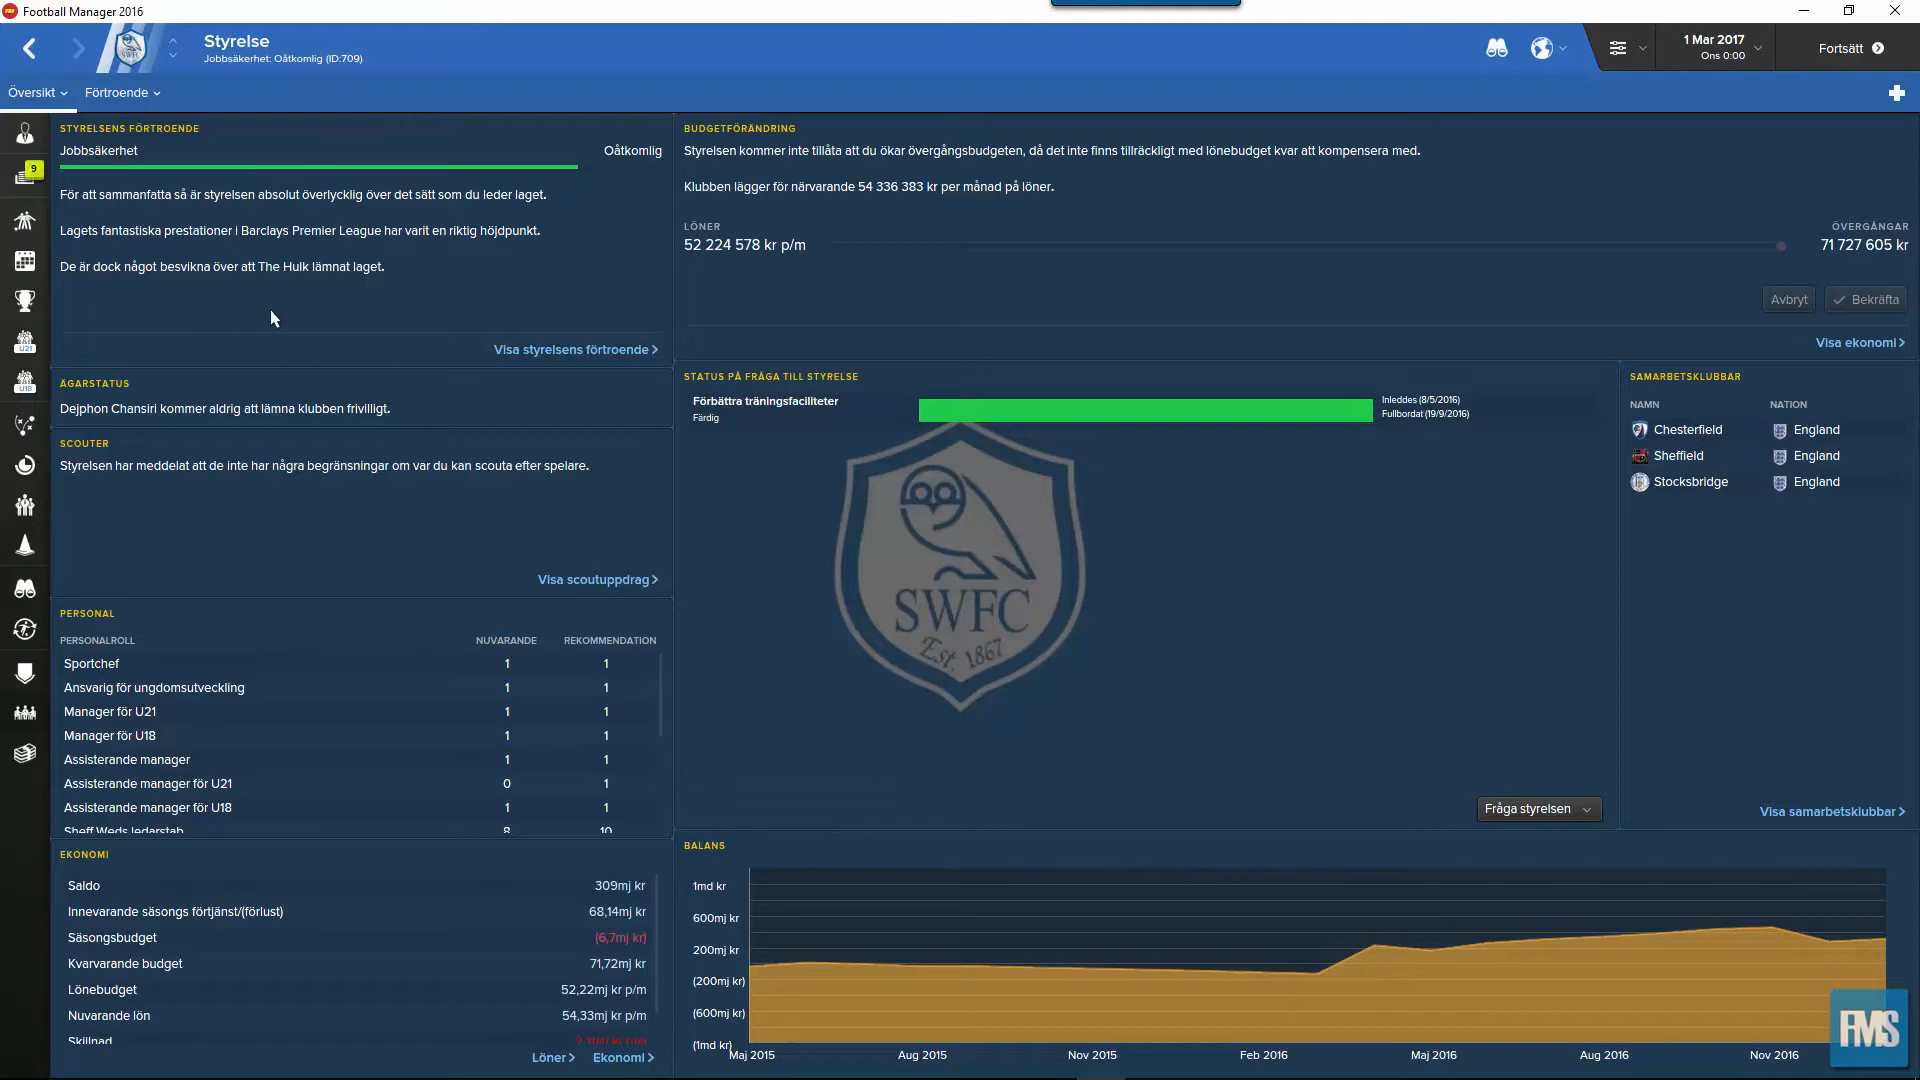 Football Manager 2016
Styrelse
Jobbsäkerhet: Oåtkomlig (ID:709)
1 Mar 2017
Ons 0:00
Fortsätt
Översikt
Förtroende
9
U21
U18
STYRELSENS FÖRTROENDE
Jobbsäkerhet Oåtkomlig
För att sammanfatta så är styrelsen absolut överlycklig över det sätt som du leder laget.
Lagets fantastiska prestationer i Barclays Premier League har varit en riktig höjdpunkt.
De är dock något besvikna över att The Hulk lämnat laget.
Visa styrelsens förtroende
ÄGARSTATUS
Dejphon Chansiri kommer aldrig att lämna klubben frivilligt.
SCOUTER
Styrelsen har meddelat att de inte har några begränsningar om var du kan scouta efter spelare.
Visa scoutuppdrag
PERSONAL
PERSONALROLL NUVARANDE REKOMMENDATION
Sportchef 1 1
Ansvarig för ungdomsutveckling 1 1
Manager för U21 1 1
Manager för U18 1 1
Assisterande manager 1 1
Assisterande manager för U21 0 1
Assisterande manager för U18 1 1
Sheff Weds ledarstab 8 10
EKONOMI
Saldo 309mj kr
Innevarande säsongs förtjänst/(förlust) 68,14mj kr
Säsongsbudget (6,7mj kr)
Kvarvarande budget 71,72mj kr
Lönebudget 52,22mj kr p/m
Nuvarande lön 54,33mj kr p/m
Skillnad
Löner Ekonomi
BUDGETFÖRÄNDRING
Styrelsen kommer inte tillåta att du ökar övergångsbudgeten, då det inte finns tillräckligt med lönebudget kvar att kompensera med.
Klubben lägger för närvarande 54 336 383 kr per månad på löner.
LÖNER ÖVERGÅNGAR
52 224 578 kr p/m 71 727 605 kr
Avbryt Bekräfta
Visa ekonomi
STATUS PÅ FRÅGA TILL STYRELSE
Förbättra träningsfaciliteter
Färdig
Inleddes (8/5/2016)
Fullbordat (19/9/2016)
SWFC
Est. 1867
Fråga styrelsen
SAMARBETSKLUBBAR
NAMN NATION
Chesterfield England
Sheffield England
Stocksbridge England
Visa samarbetsklubbar
BALANS
1md kr
600mj kr
200mj kr
(200mj kr)
(600mj kr)
(1md kr)
Maj 2015 Aug 2015 Nov 2015 Feb 2016 Maj 2016 Aug 2016 Nov 2016
FMS